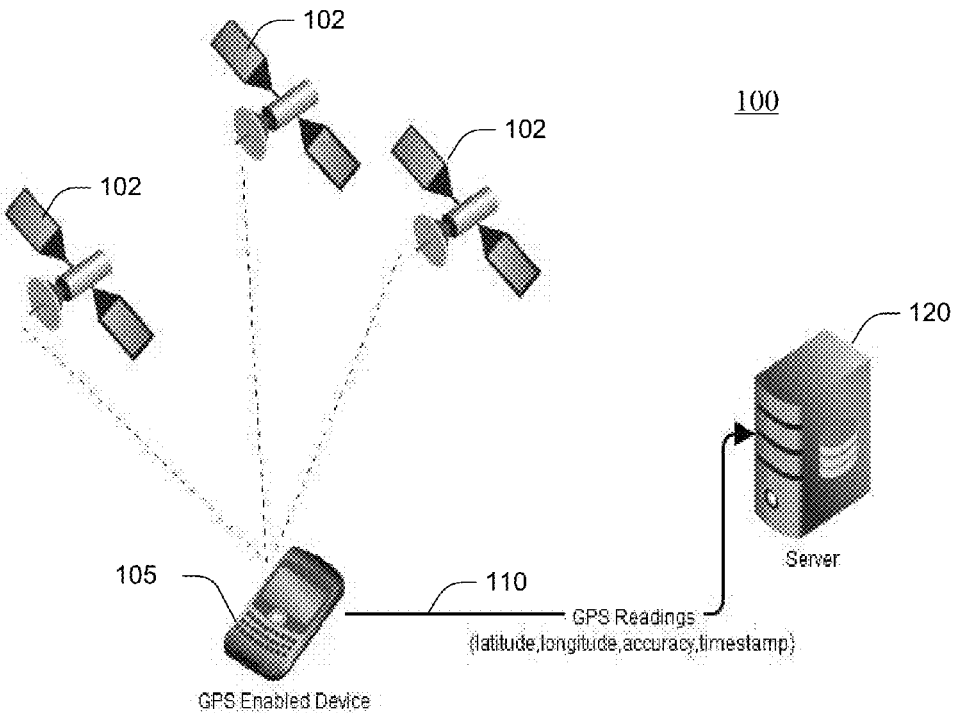 102
100
102
102
120
Server
105
110
GPS Readings
(latitude,longitude,accuracy,timestamp)
GPS Enabled Device